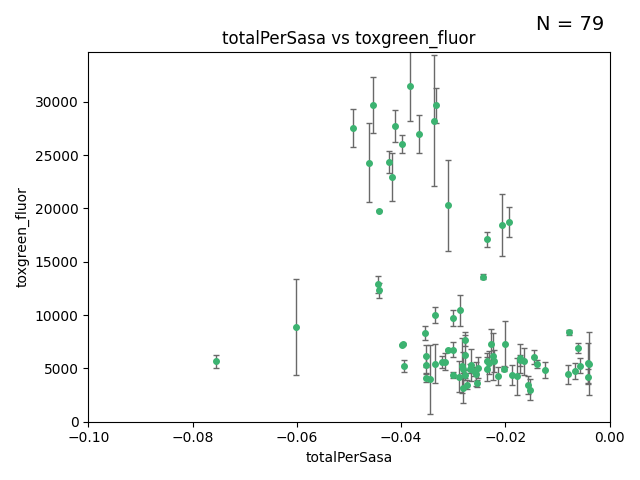 N = 79
totalPerSasa vs toxgreen_fluor
30000
25000
20000
15000
10000
5000
0
toxgreen_fluor
−0.10 −0.08 −0.06 −0.04 −0.02 0.00
totalPerSasa